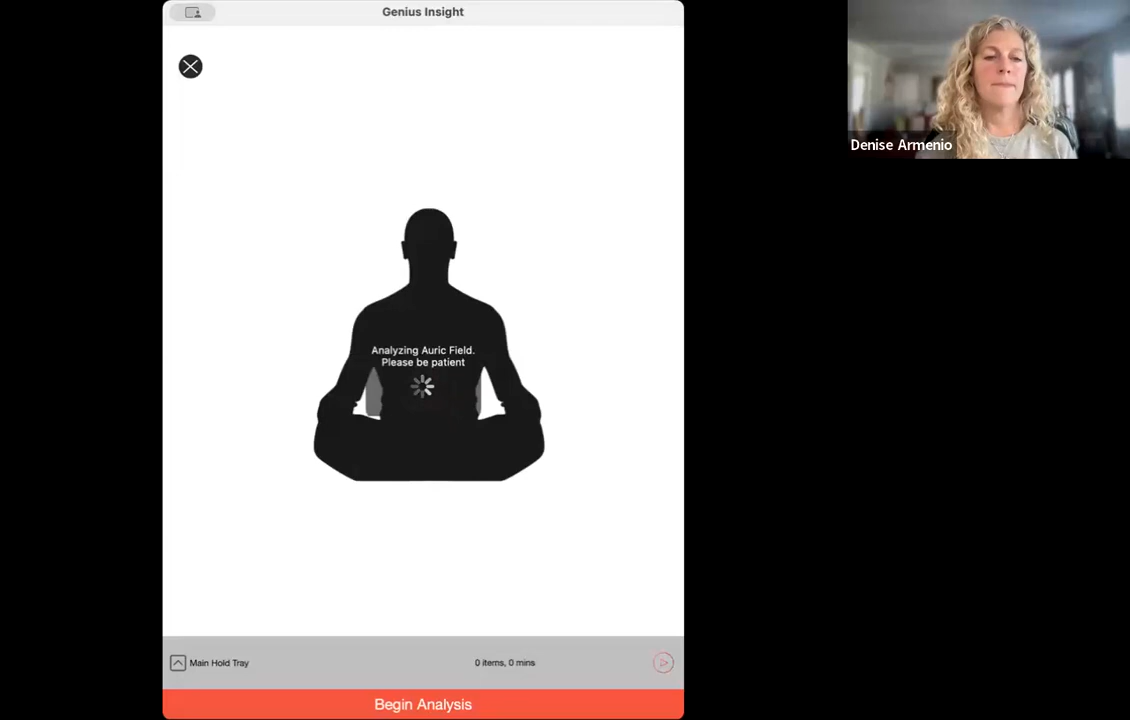 Genius Insight
Denise Armenio
Analyzing Auric Field.
Please be patient
Main Hold Tray
0 items, 0 mins
Begin Analysis